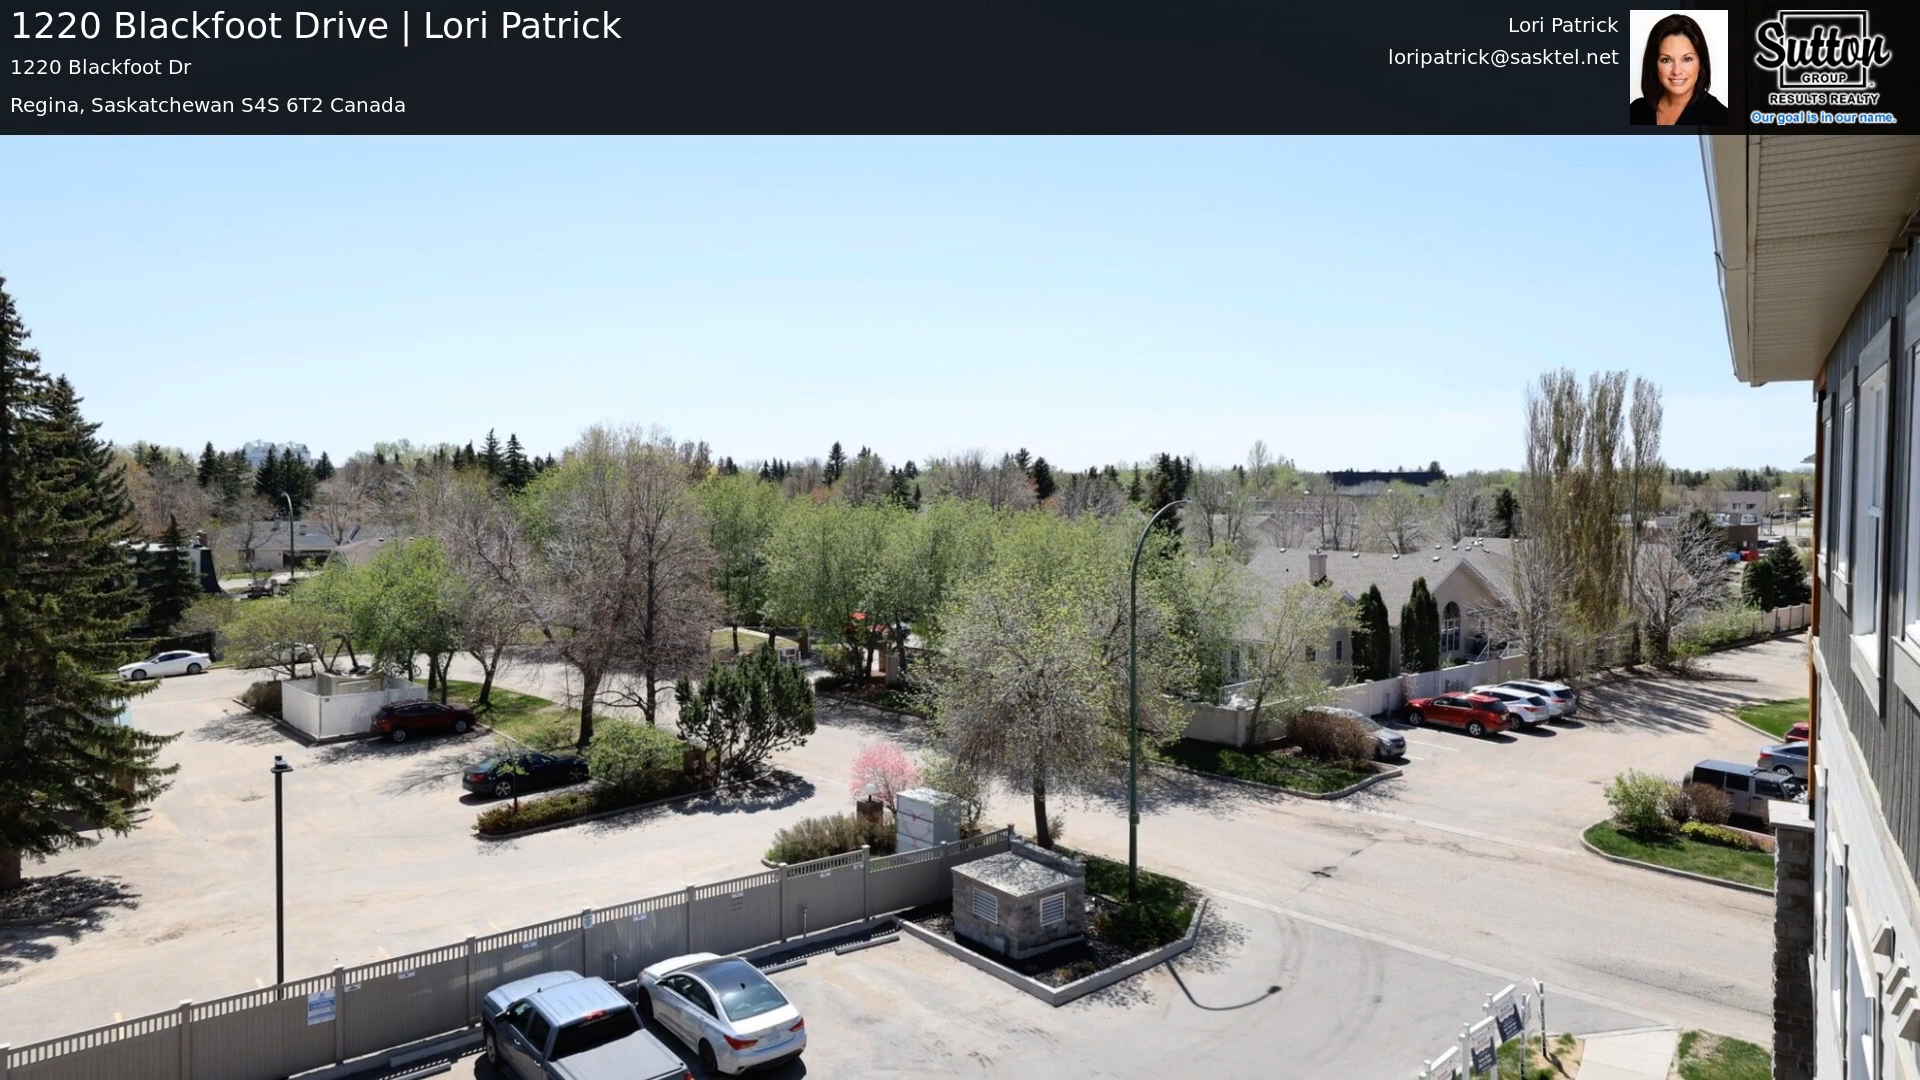 1220 Blackfoot Drive | Lori Patrick
1220 Blackfoot Dr
Regina, Saskatchewan S4S 6T2 Canada
Lori Patrick
loripatrick@sasktel.net
Sutton
GROUP
RESULTS REALTY
Our goal is in our name.